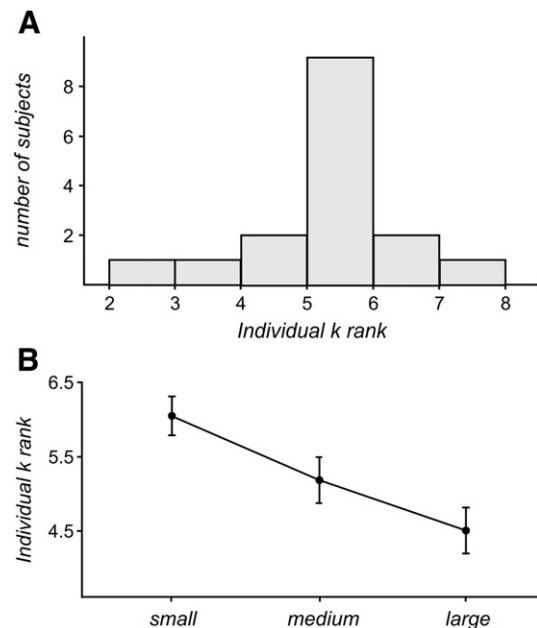 A
number of subjects
8
6
4
2
2 3 4 5 6 7 8
Individual k rank
B
Individual k rank
6.5
5.5
4.5
small medium large